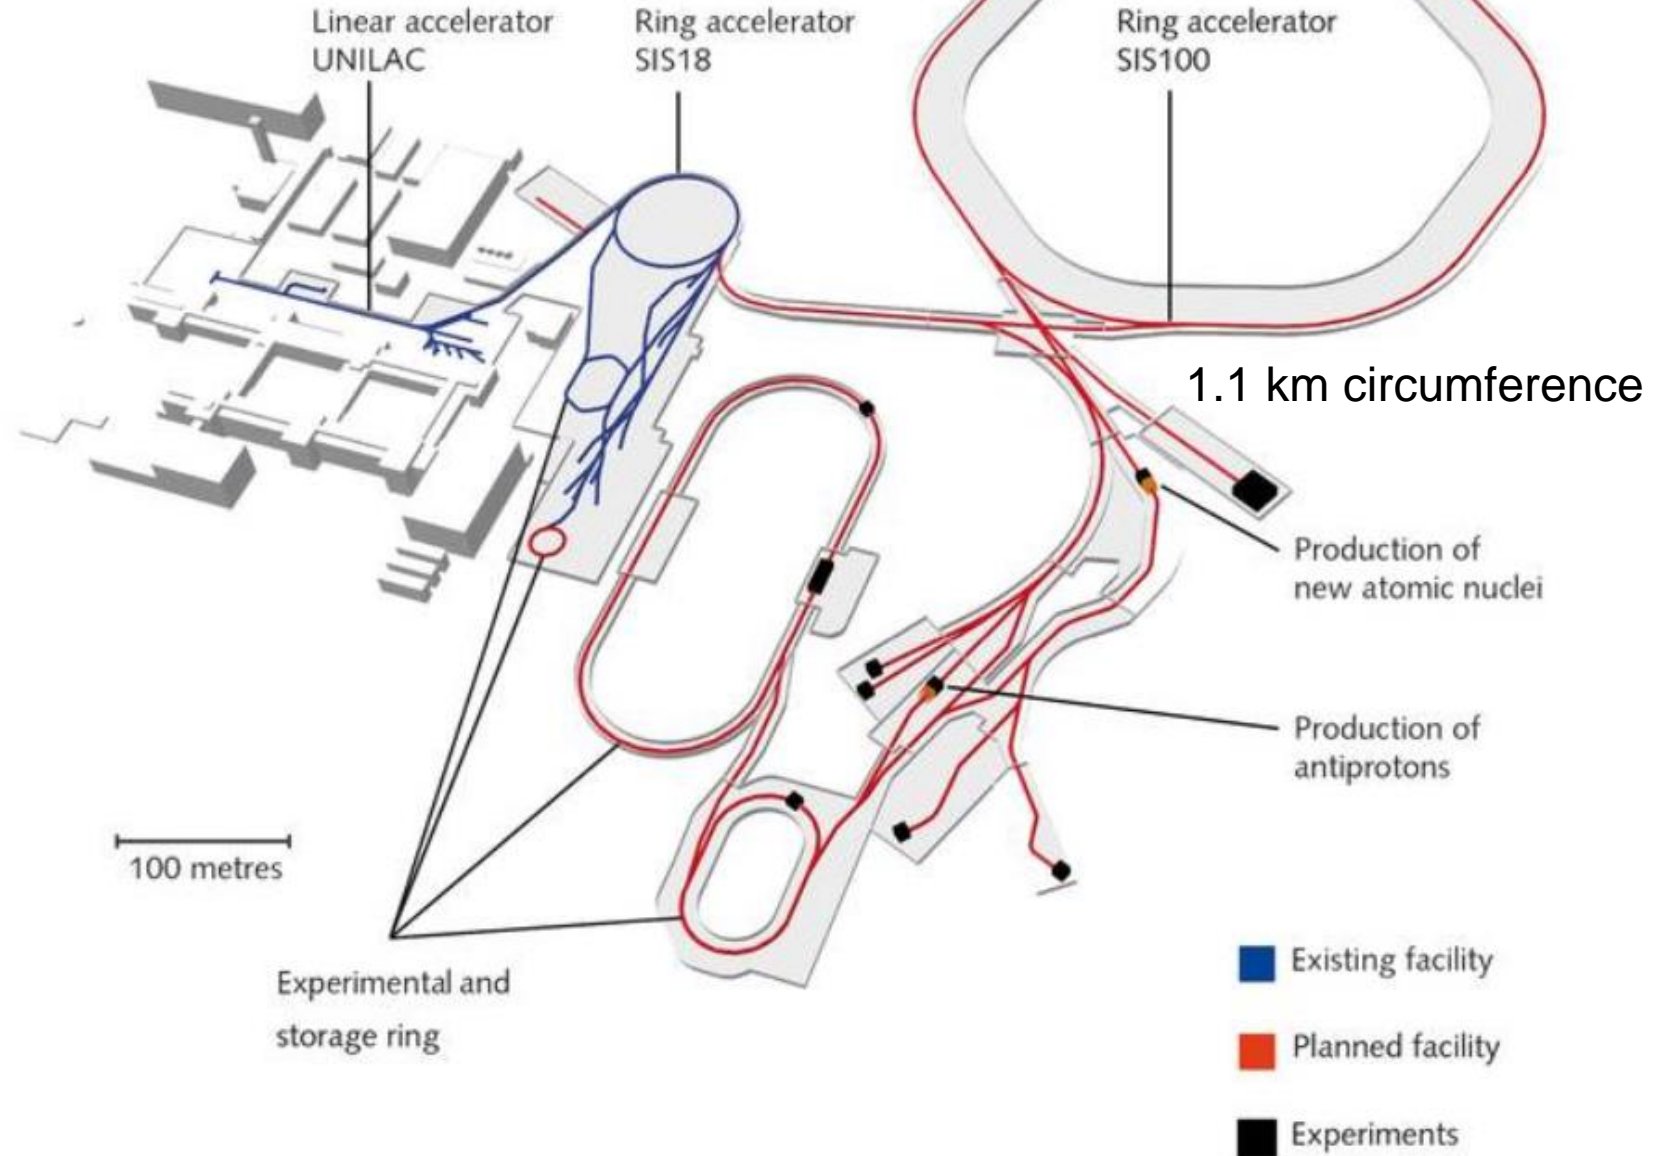 Linear accelerator
UNILAC
Ring accelerator
SIS18
Ring accelerator
SIS100
1.1 km circumference
Production of
new atomic nuclei
Production of
antiprotons
100 metres
Experimental and
storage ring
Existing facility
Planned facility
Experiments